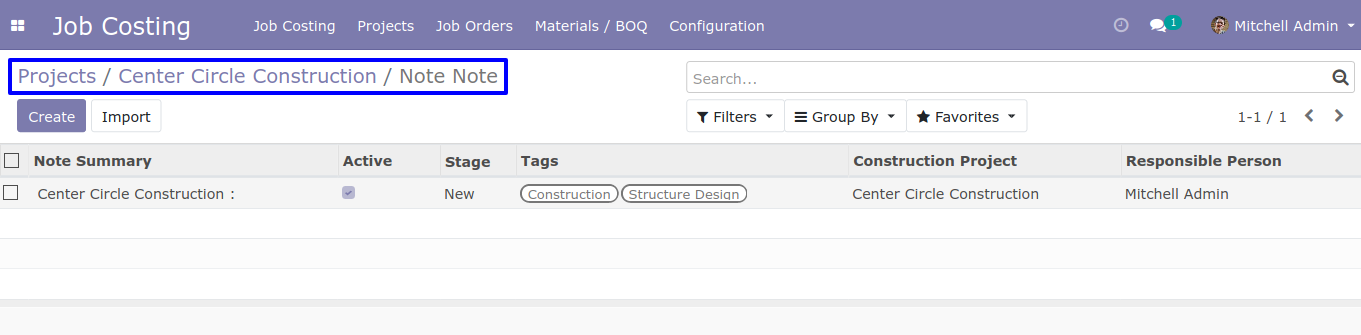 Job Costing Job Costing Projects Job Orders Materials / BOQ Configuration 1 Mitchell Admin
Projects / Center Circle Construction / Note Note Search...
Create Import Filters Group By Favorites 1-1 / 1
Note Summary Active Stage Tags Construction Project Responsible Person
Center Circle Construction : New Construction Structure Design Center Circle Construction Mitchell Admin